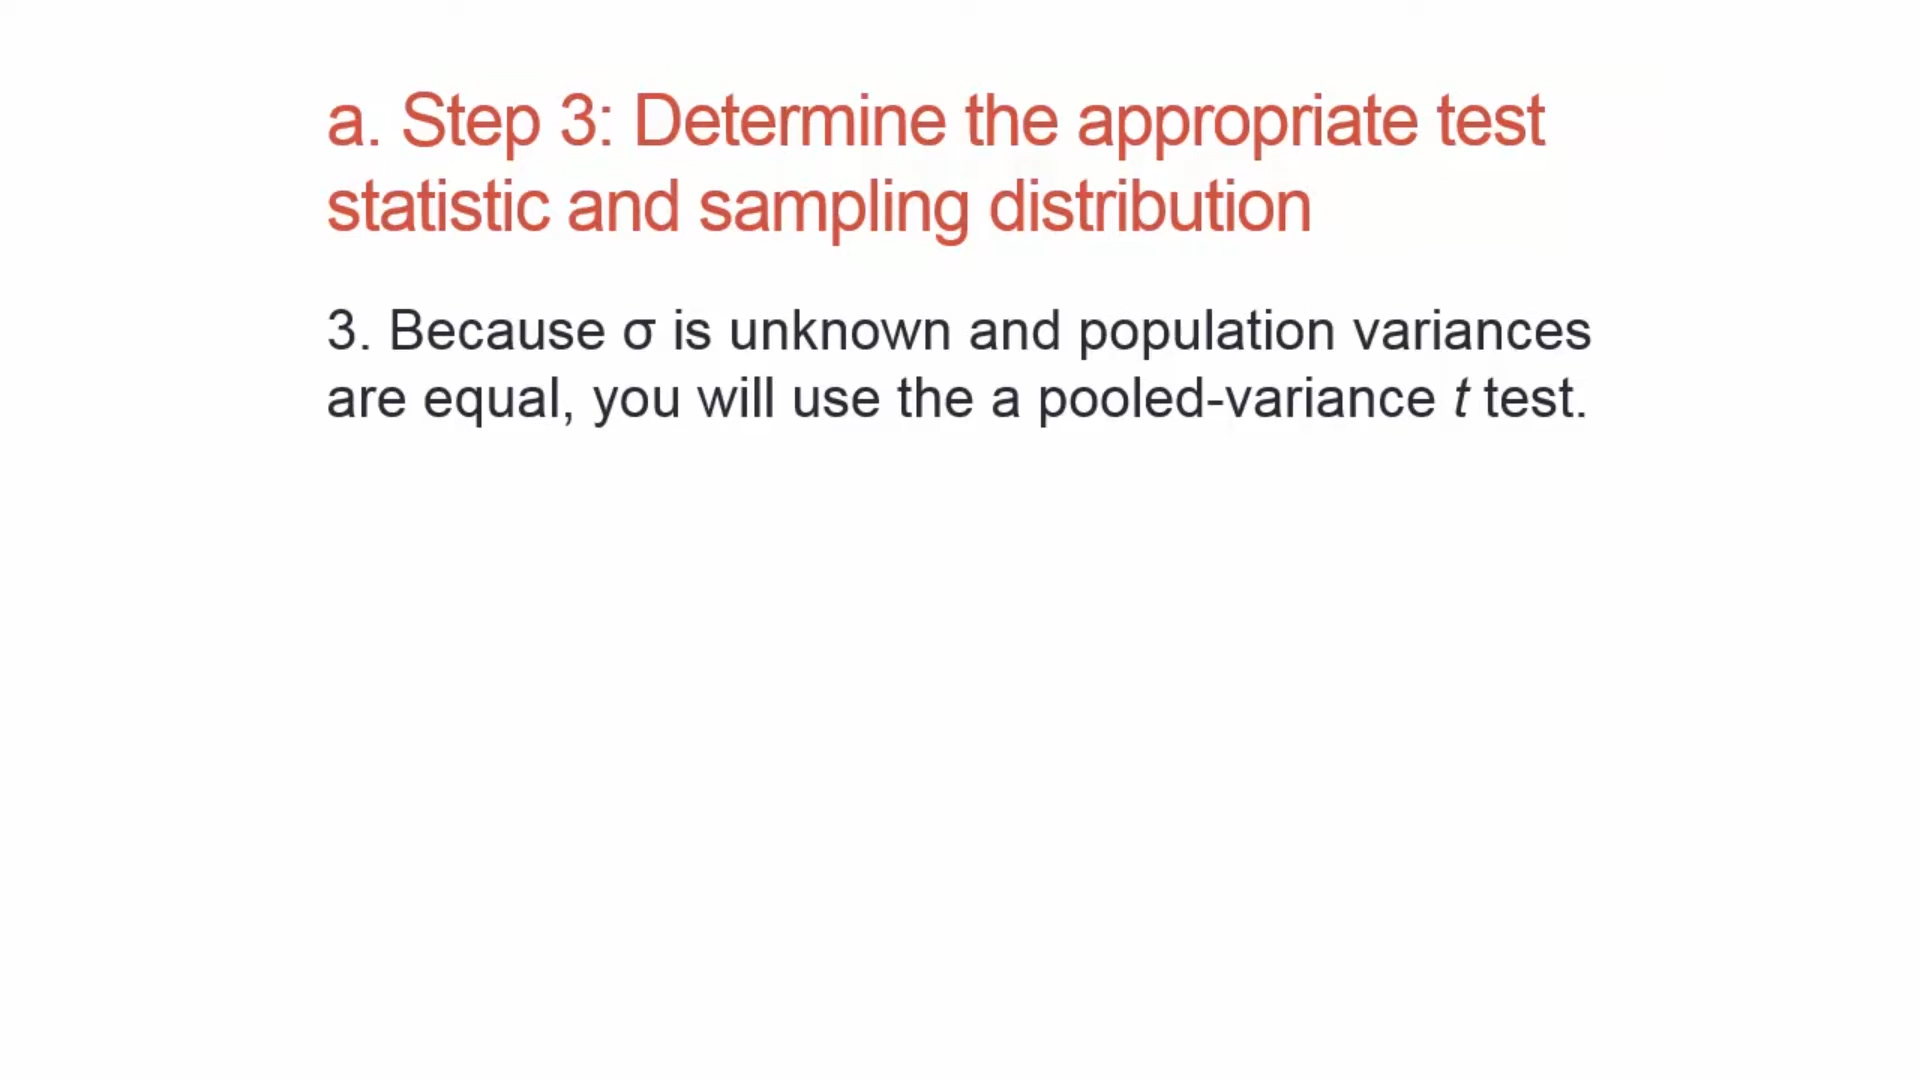 a. Step 3: Determine the appropriate test
statistic and sampling distribution
3. Because σ is unknown and population variances
are equal, you will use the a pooled-variance t test.